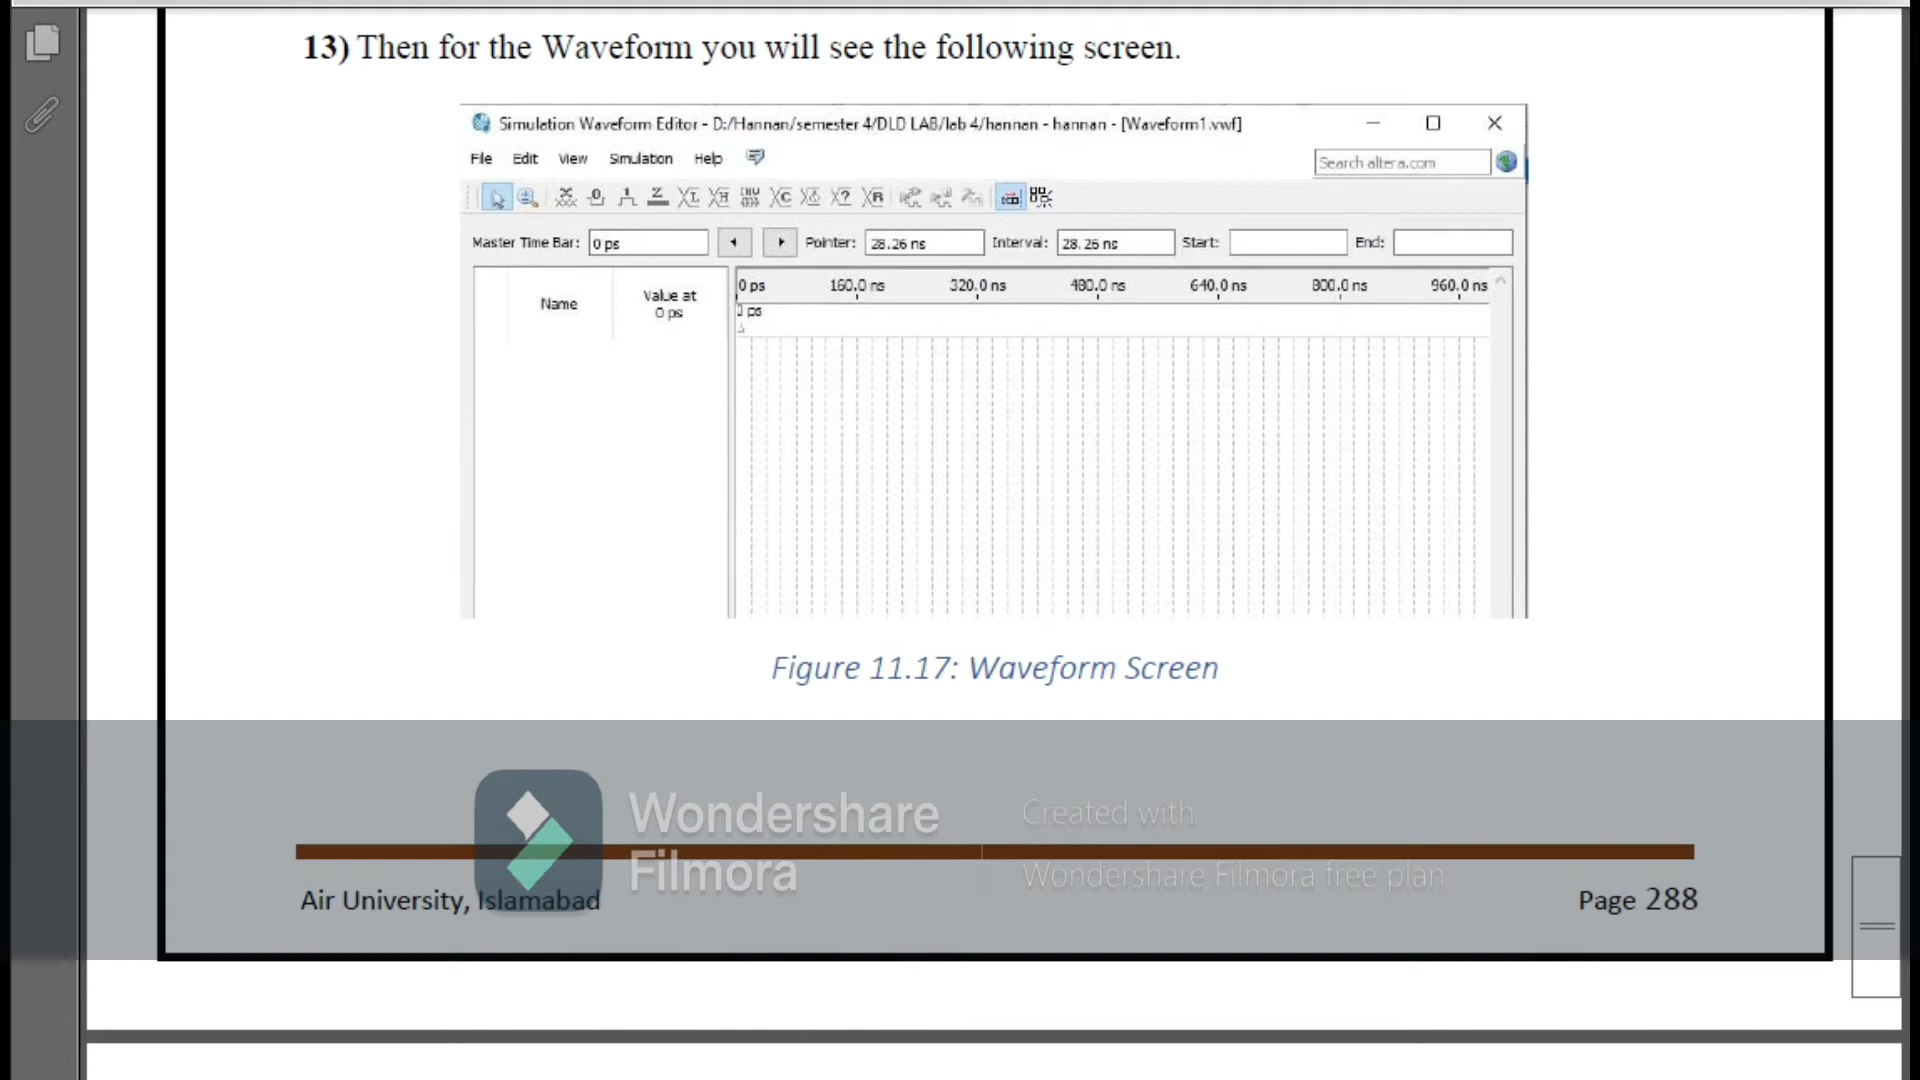 13) Then for the Waveform you will see the following screen.
Simulation Waveform Editor - D:/Hannan/semester 4/DLD LAB/lab 4/hannan - hannan - [Waveform1.vwf]
File Edit View Simulation Help
Search altera.com
Master Time Bar: 0 ps Pointer: 28.26 ns Interval: 28.26 ns Start: End:
Name Value at 0 ps
0 ps 160.0 ns 320.0 ns 480.0 ns 640.0 ns 800.0 ns 960.0 ns
0 ps
Figure 11.17: Waveform Screen
Wondershare
Filmora
Created with
Wondershare Filmora free plan
Air University, Islamabad Page 288